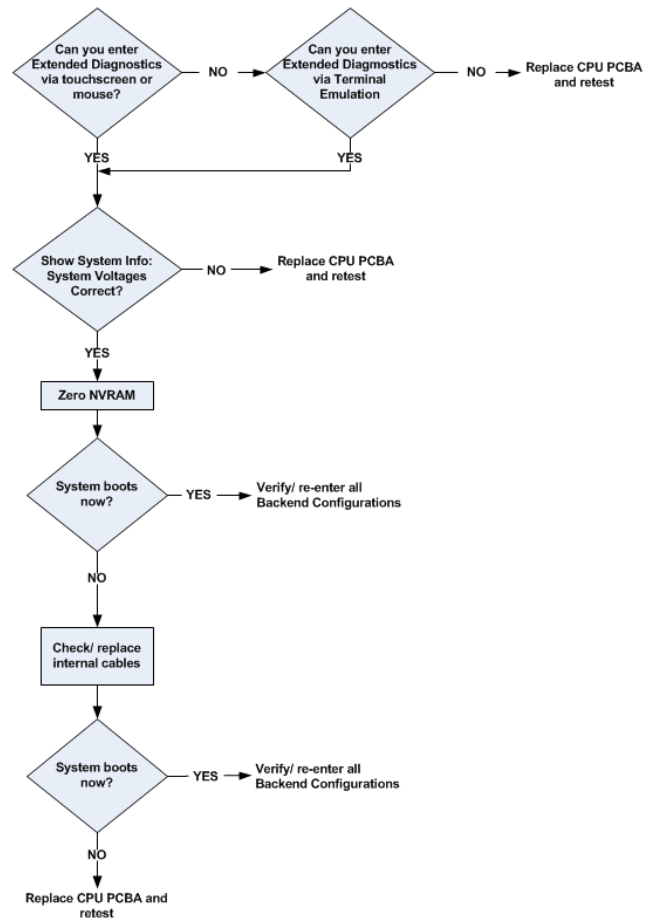 Can you enter
Extended Diagnostics
via touchscreen or
mouse?
NO
Can you enter
Extended Diagnostics
via Terminal
Emulation
NO
Replace CPU PCBA
and retest
YES
YES
Show System Info:
System Voltages
Correct?
NO
Replace CPU PCBA
and retest
YES
Zero NVRAM
System boots
now?
YES
Verify/ re-enter all
Backend Configurations
NO
Check/ replace
internal cables
System boots
now?
YES
Verify/ re-enter all
Backend Configurations
NO
Replace CPU PCBA and
retest